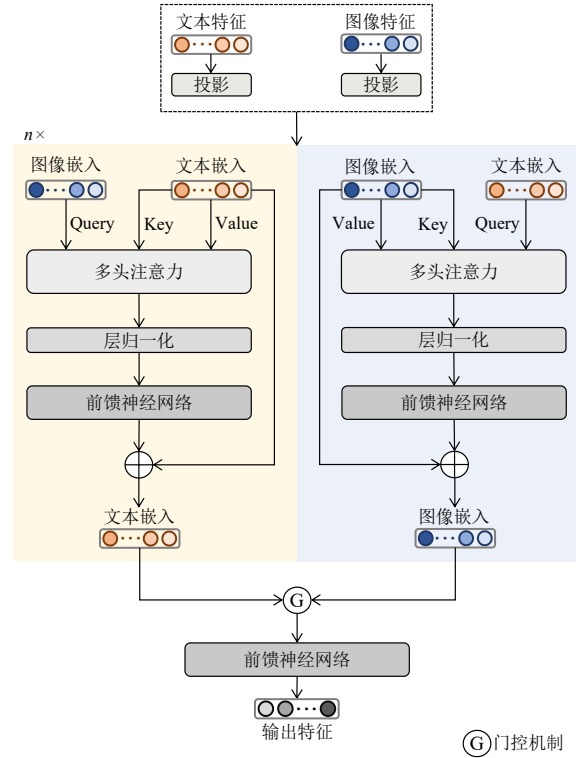 文本特征 图像特征
投影 投影
n×
图像嵌入 文本嵌入 图像嵌入 文本嵌入
Query Key Value Value Key Query
多头注意力 多头注意力
层归一化 层归一化
前馈神经网络 前馈神经网络
文本嵌入 图像嵌入
G
前馈神经网络
输出特征
G 门控机制